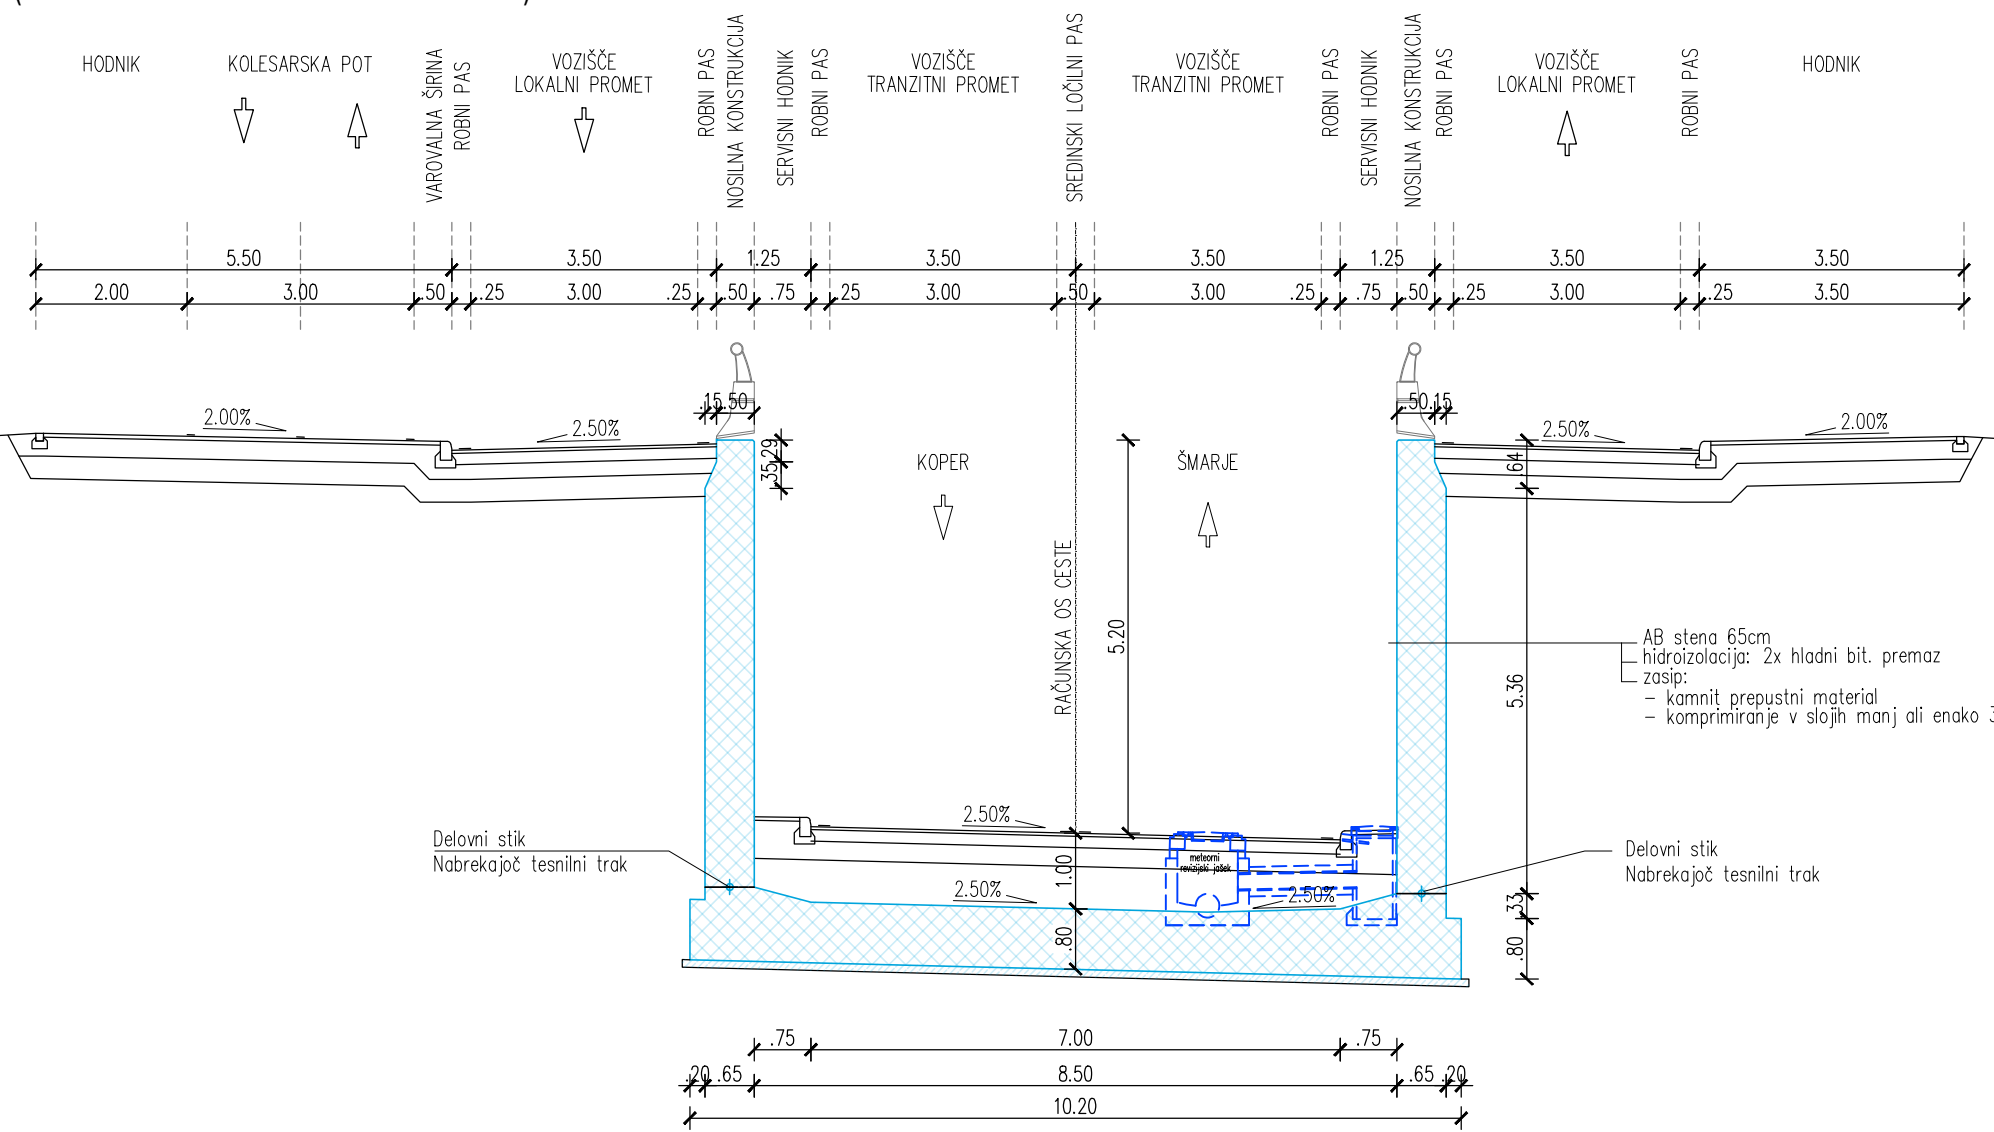 HODNIK
KOLESARSKA POT
VAROVALNA ŠIRINA
ROBNI PAS
VOZIŠČE
LOKALNI PROMET
ROBNI PAS
NOSILNA KONSTRUKCIJA
SERVISNI HODNIK
ROBNI PAS
VOZIŠČE
TRANZITNI PROMET
SREDINSKI LOČILNI PAS
VOZIŠČE
TRANZITNI PROMET
ROBNI PAS
SERVISNI HODNIK
NOSILNA KONSTRUKCIJA
ROBNI PAS
VOZIŠČE
LOKALNI PROMET
ROBNI PAS
HODNIK
5.50 3.50 1.25 3.50 3.50 1.25 3.50 3.50
2.00 3.00 .50 .25 3.00 .25 .50 .75 .25 3.00 .50 3.00 .25 .75 .50 .25 3.00 .25 3.50
.15 .50 .50 .15
2.00% 2.50% 2.50% 2.00%
.29
.35
KOPER
ŠMARJE
.64
RAČUNSKA OS CESTE
5.20
5.36
AB stena 65cm
hidroizolacija: 2x hladni bit. premaz
zasip:
- kamnit prepustni material
- komprimiranje v slojih manj ali enako
2.50%
Delovni stik
Nabrekajoč tesnilni trak
meteorni
revizijski jašek
1.00
2.50% 2.50%
Delovni stik
Nabrekajoč tesnilni trak
.33
.80
.80
.75 7.00 .75
.20 .65 8.50 .65 .20
10.20